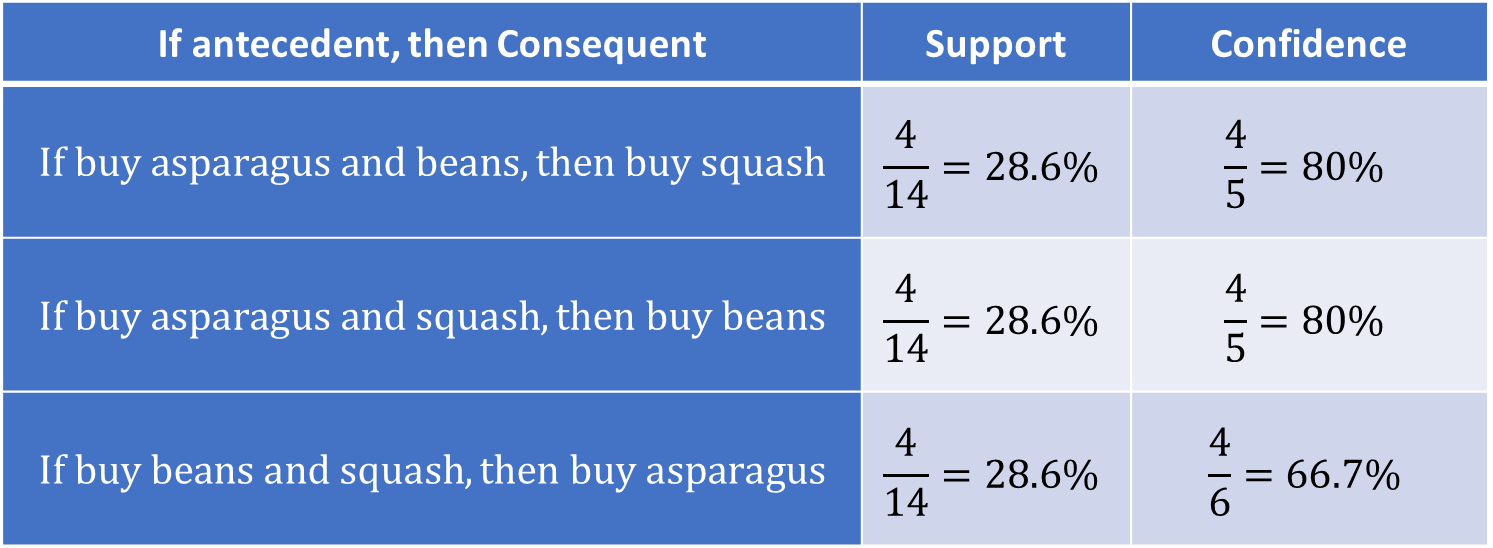 If antecedent, then Consequent Support Confidence
If buy asparagus and beans, then buy squash 4/14 = 28.6% 4/5 = 80%
If buy asparagus and squash, then buy beans 4/14 = 28.6% 4/5 = 80%
If buy beans and squash, then buy asparagus 4/14 = 28.6% 4/6 = 66.7%